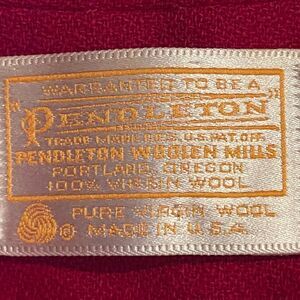 WARRANTED TO BE A
"PENDLETON"
TRADE MARK REG. U.S. PAT. OFF.
PENDLETON WOOLEN MILLS
PORTLAND, OREGON
100% VIRGIN WOOL
PURE VIRGIN WOOL
® MADE IN U.S.A.